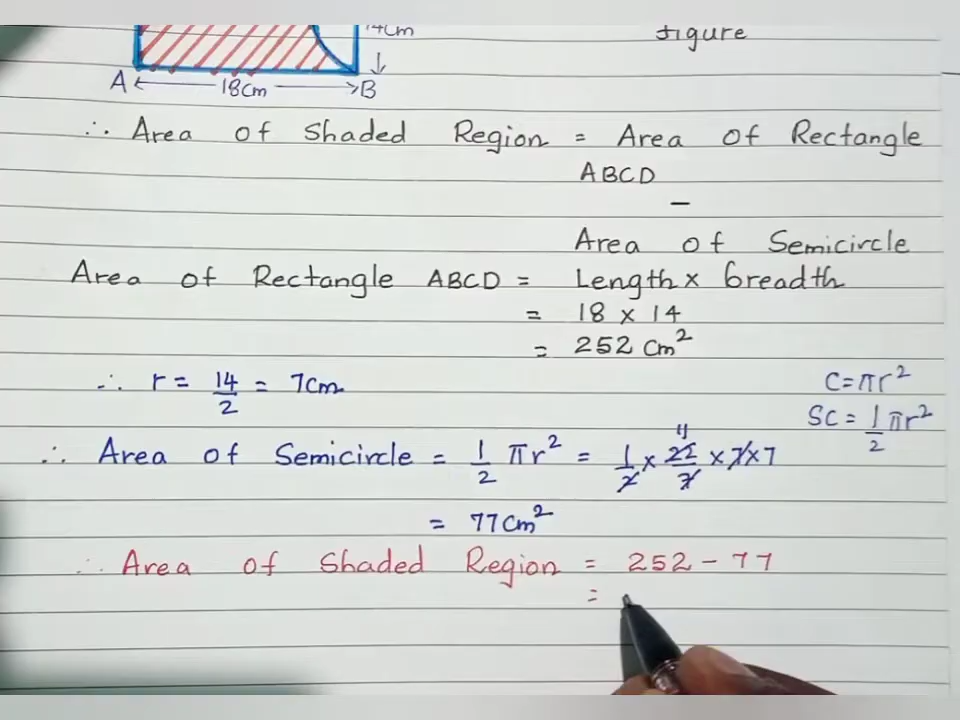 14cm
figure
A 18cm B
∴ Area of Shaded Region = Area of Rectangle
ABCD
−
Area of Semicircle
Area of Rectangle ABCD = Length × breadth
= 18 × 14
= 252 cm²
∴ r = 14/2 = 7cm
C = πr²
SC = 1/2 πr²
∴ Area of Semicircle = 1/2 πr² = 1/2 × 22/7 × 7 × 7
11
= 77cm²
∴ Area of Shaded Region = 252 − 77
=